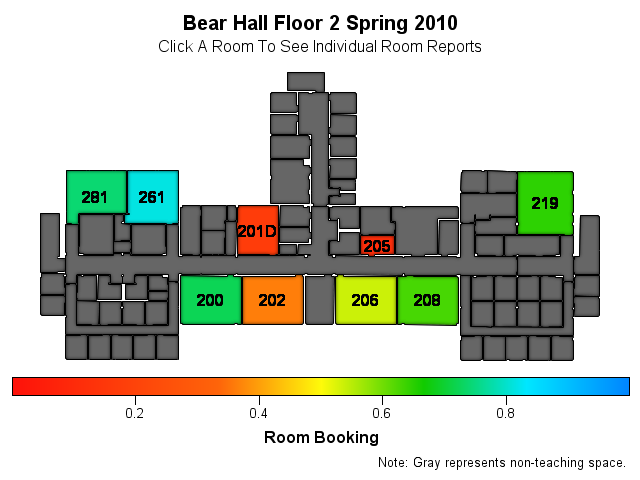 Bear Hall Floor 2 Spring 2010
Click A Room To See Individual Room Reports
281 261 219
201D 205
200 202 206 208
0.2 0.4 0.6 0.8
Room Booking
Note: Gray represents non-teaching space.